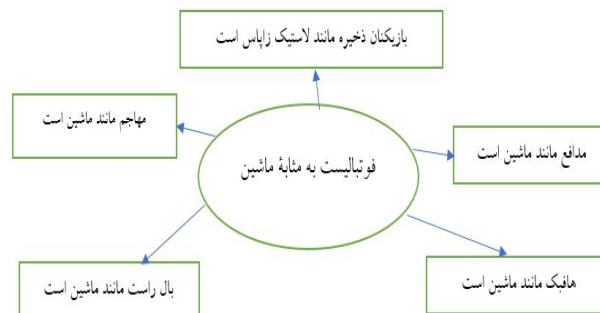 بازیکنان ذخیره مانند لاستیک زاپاس است
مهاجم مانند ماشین است
مدافع مانند ماشین است
فوتبالیست به مثابهٔ ماشین
هافبک مانند ماشین است
بال راست مانند ماشین است